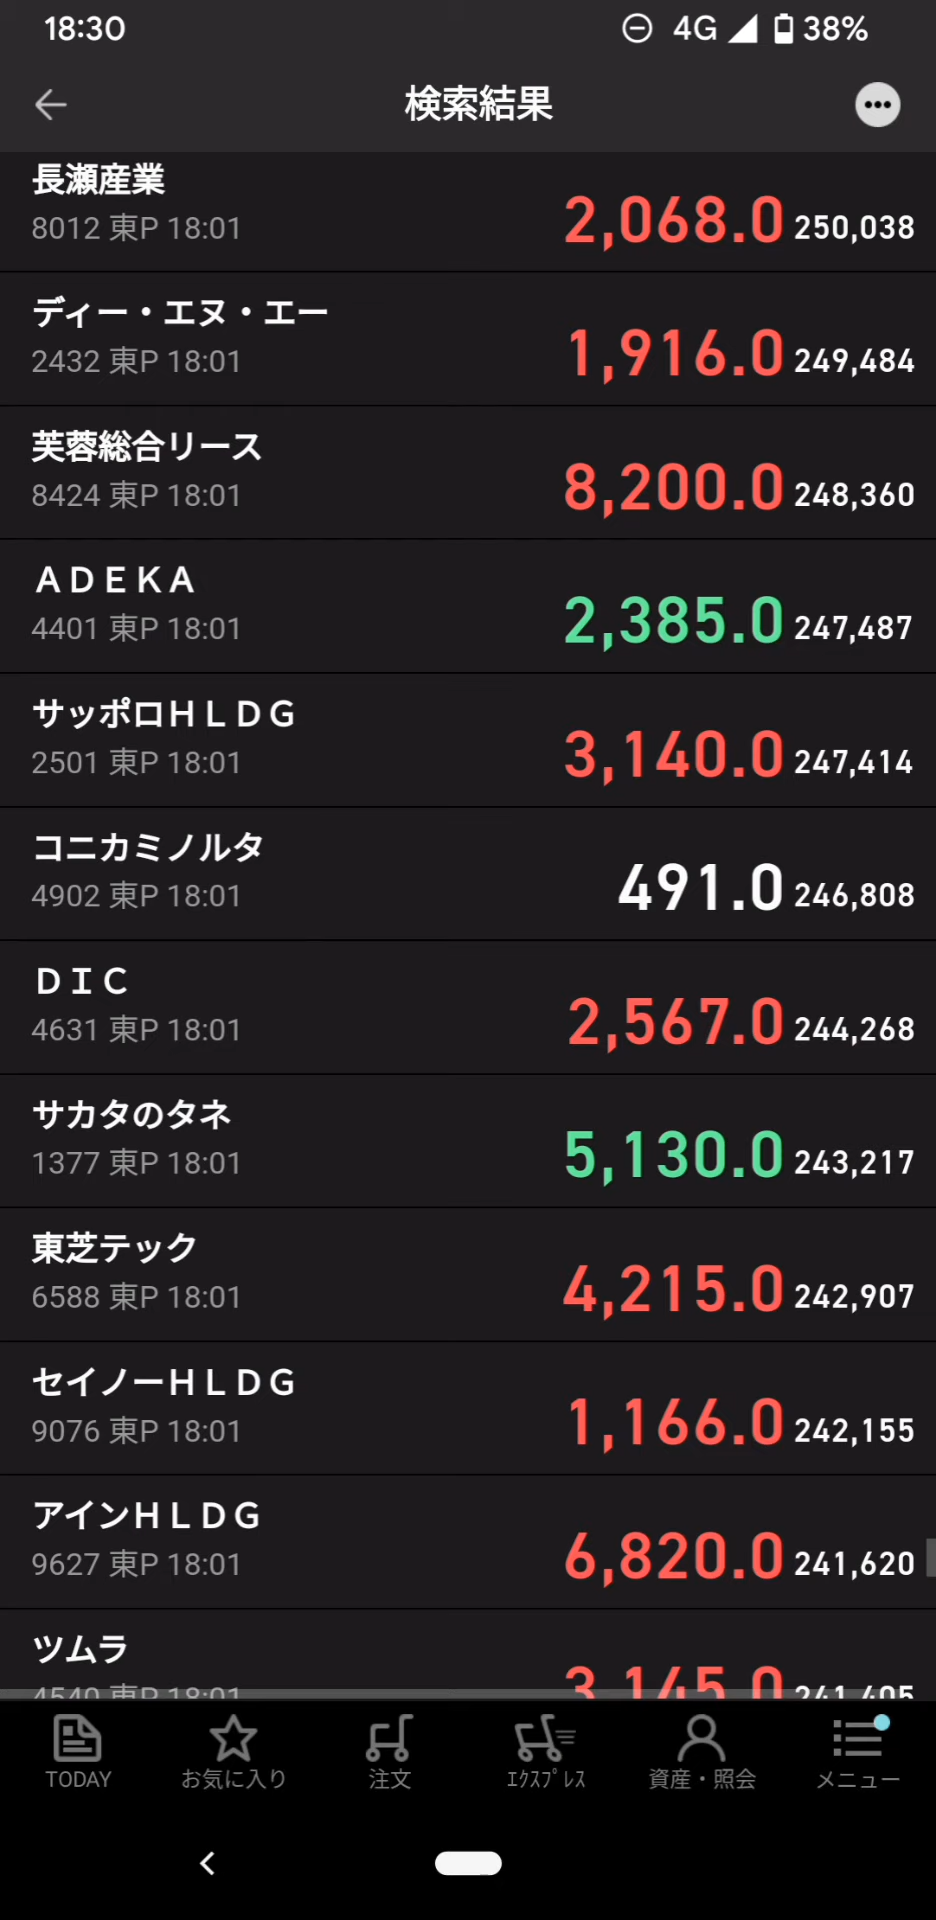 18:30 4G 38%
検索結果
長瀬産業
8012 東P 18:01 2,068.0 250,038
ディー・エヌ・エー
2432 東P 18:01 1,916.0 249,484
芙蓉総合リース
8424 東P 18:01 8,200.0 248,360
ＡＤＥＫＡ
4401 東P 18:01 2,385.0 247,487
サッポロＨＬＤＧ
2501 東P 18:01 3,140.0 247,414
コニカミノルタ
4902 東P 18:01 491.0 246,808
ＤＩＣ
4631 東P 18:01 2,567.0 244,268
サカタのタネ
1377 東P 18:01 5,130.0 243,217
東芝テック
6588 東P 18:01 4,215.0 242,907
セイノーＨＬＤＧ
9076 東P 18:01 1,166.0 242,155
アインＨＬＤＧ
9627 東P 18:01 6,820.0 241,620
ツムラ
4540 東P 18:01 3,145.0 241,405
TODAY お気に入り 注文 ｴｸｽﾌﾟﾚｽ 資産・照会 メニュー